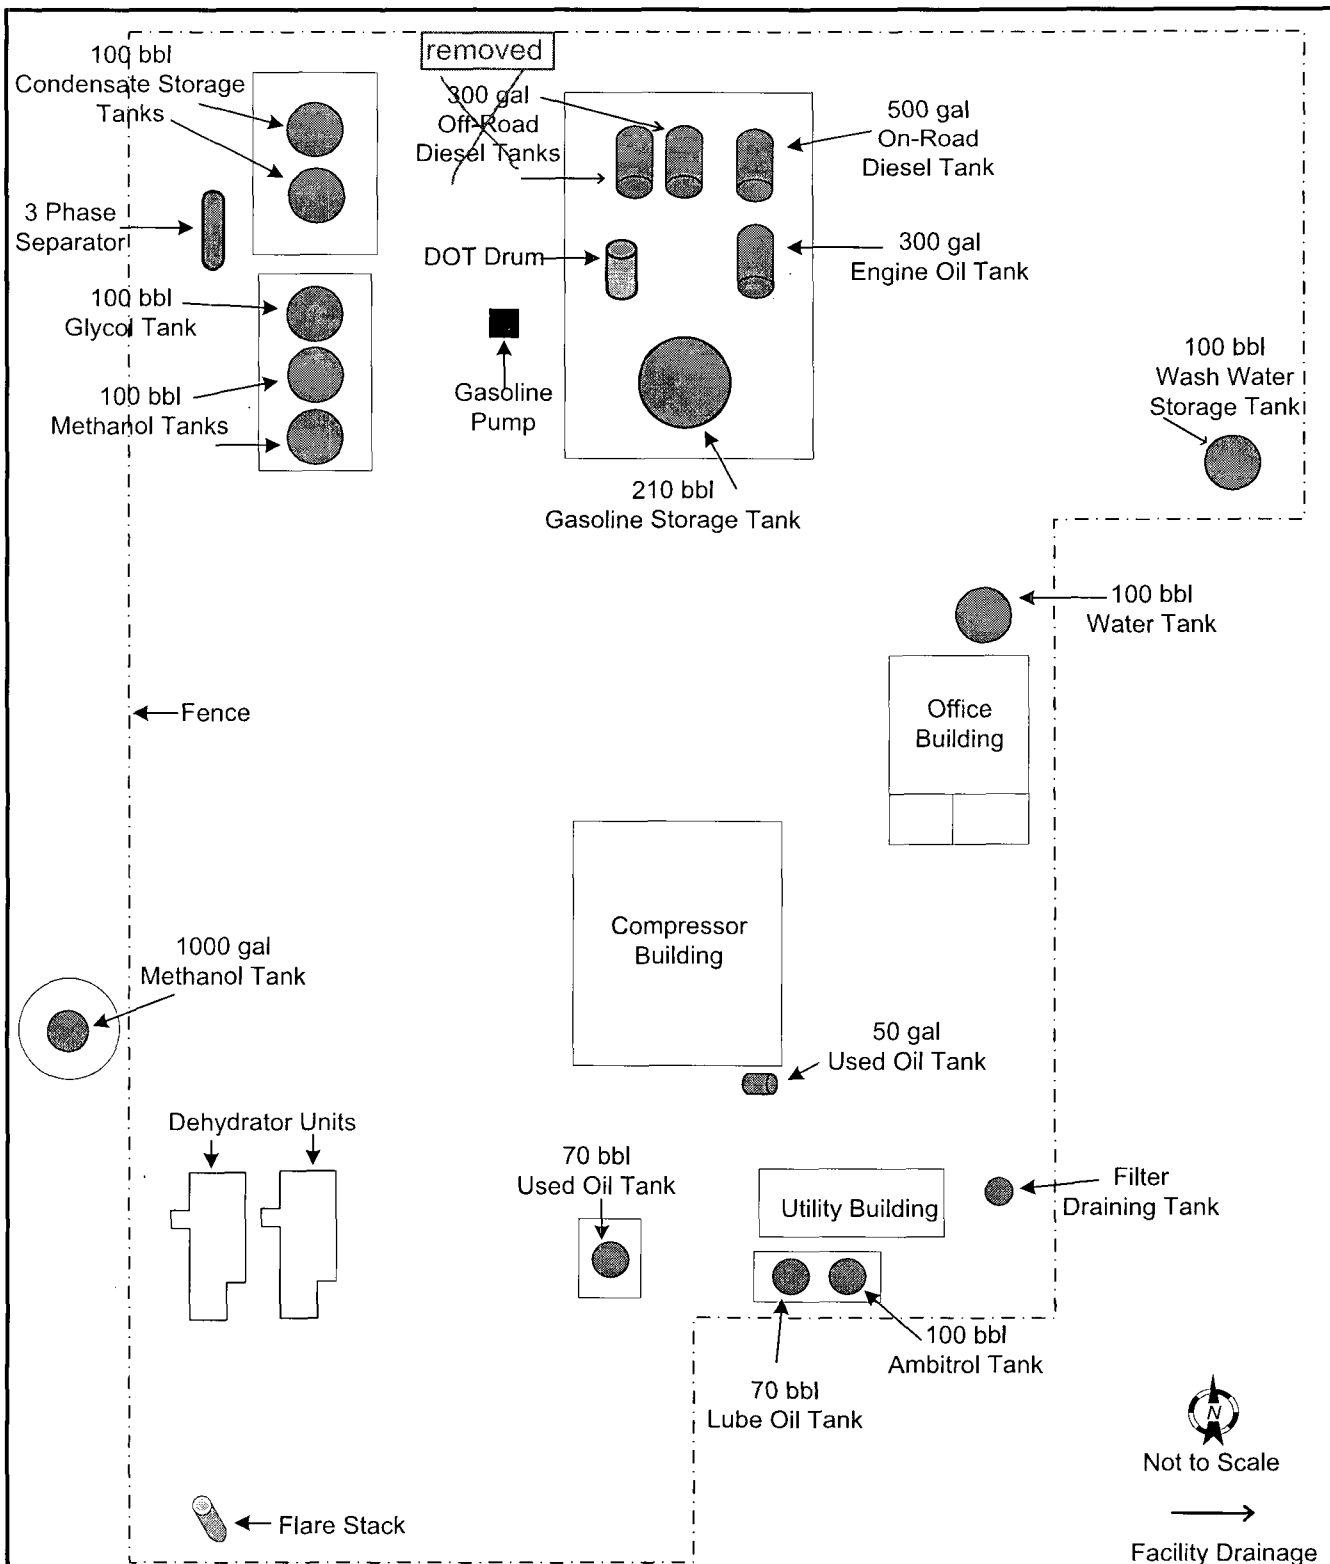 100 bbl
Condensate Storage
Tanks
removed
300 gal
Off-Road
Diesel Tanks
500 gal
On-Road
Diesel Tank
3 Phase
Separator
DOT Drum
300 gal
Engine Oil Tank
100 bbl
Glycol Tank
100 bbl
Methanol Tanks
Gasoline
Pump
100 bbl
Wash Water
Storage Tank
210 bbl
Gasoline Storage Tank
100 bbl
Water Tank
Fence
Office
Building
Compressor
Building
1000 gal
Methanol Tank
50 gal
Used Oil Tank
Dehydrator Units
70 bbl
Used Oil Tank
Utility Building
Filter
Draining Tank
100 bbl
Ambitrol Tank
70 bbl
Lube Oil Tank
N
Not to Scale
Flare Stack
Facility Drainage